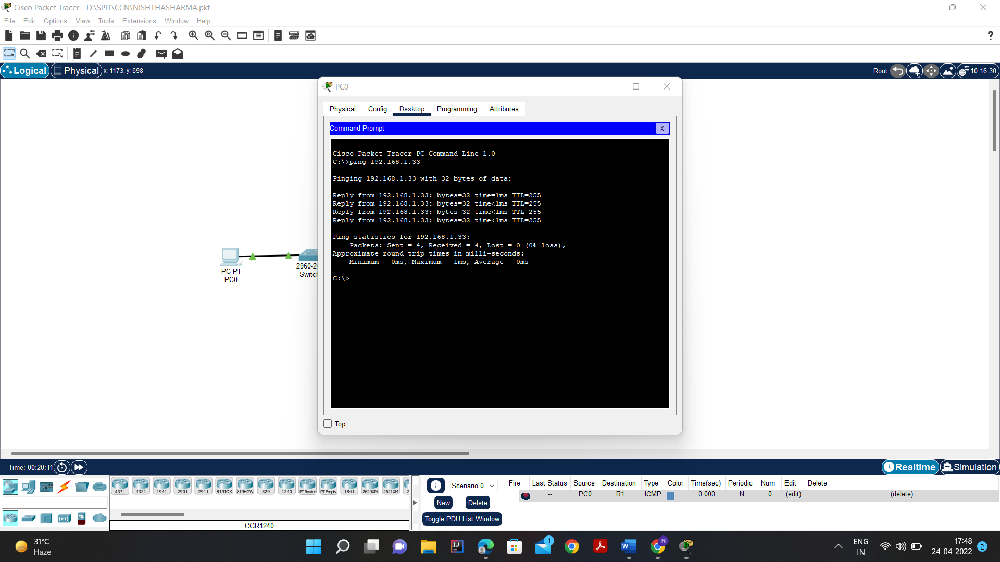 Cisco Packet Tracer - D:\SPIT\CCN\NISHTHASHARMA.pkt
File Edit Options View Tools Extensions Window Help
?
Logical Physical x: 1173, y: 698 Root 10:16:30
PC0
Physical Config Desktop Programming Attributes
Command Prompt X
Cisco Packet Tracer PC Command Line 1.0
C:\>ping 192.168.1.33
Pinging 192.168.1.33 with 32 bytes of data:
Reply from 192.168.1.33: bytes=32 time=1ms TTL=255
Reply from 192.168.1.33: bytes=32 time<1ms TTL=255
Reply from 192.168.1.33: bytes=32 time<1ms TTL=255
Reply from 192.168.1.33: bytes=32 time<1ms TTL=255
Ping statistics for 192.168.1.33:
Packets: Sent = 4, Received = 4, Lost = 0 (0% loss),
Approximate round trip times in milli-seconds:
Minimum = 0ms, Maximum = 1ms, Average = 0ms
C:\>
PC-PT
PC0
2960-24
Switch
Top
Time: 00:20:11 Realtime Simulation
4331 4321 1941 2901 2911 819IOX 819HGW 829 1240 PT-Router PT-Empty 1841 2620XM 2621XM 2
CGR1240
Scenario 0
New Delete
Toggle PDU List Window
Fire Last Status Source Destination Type Color Time(sec) Periodic Num Edit Delete
-- PC0 R1 ICMP 0.000 N 0 (edit) (delete)
31°C
Haze
1
N
ENG
IN
17:48
24-04-2022
2